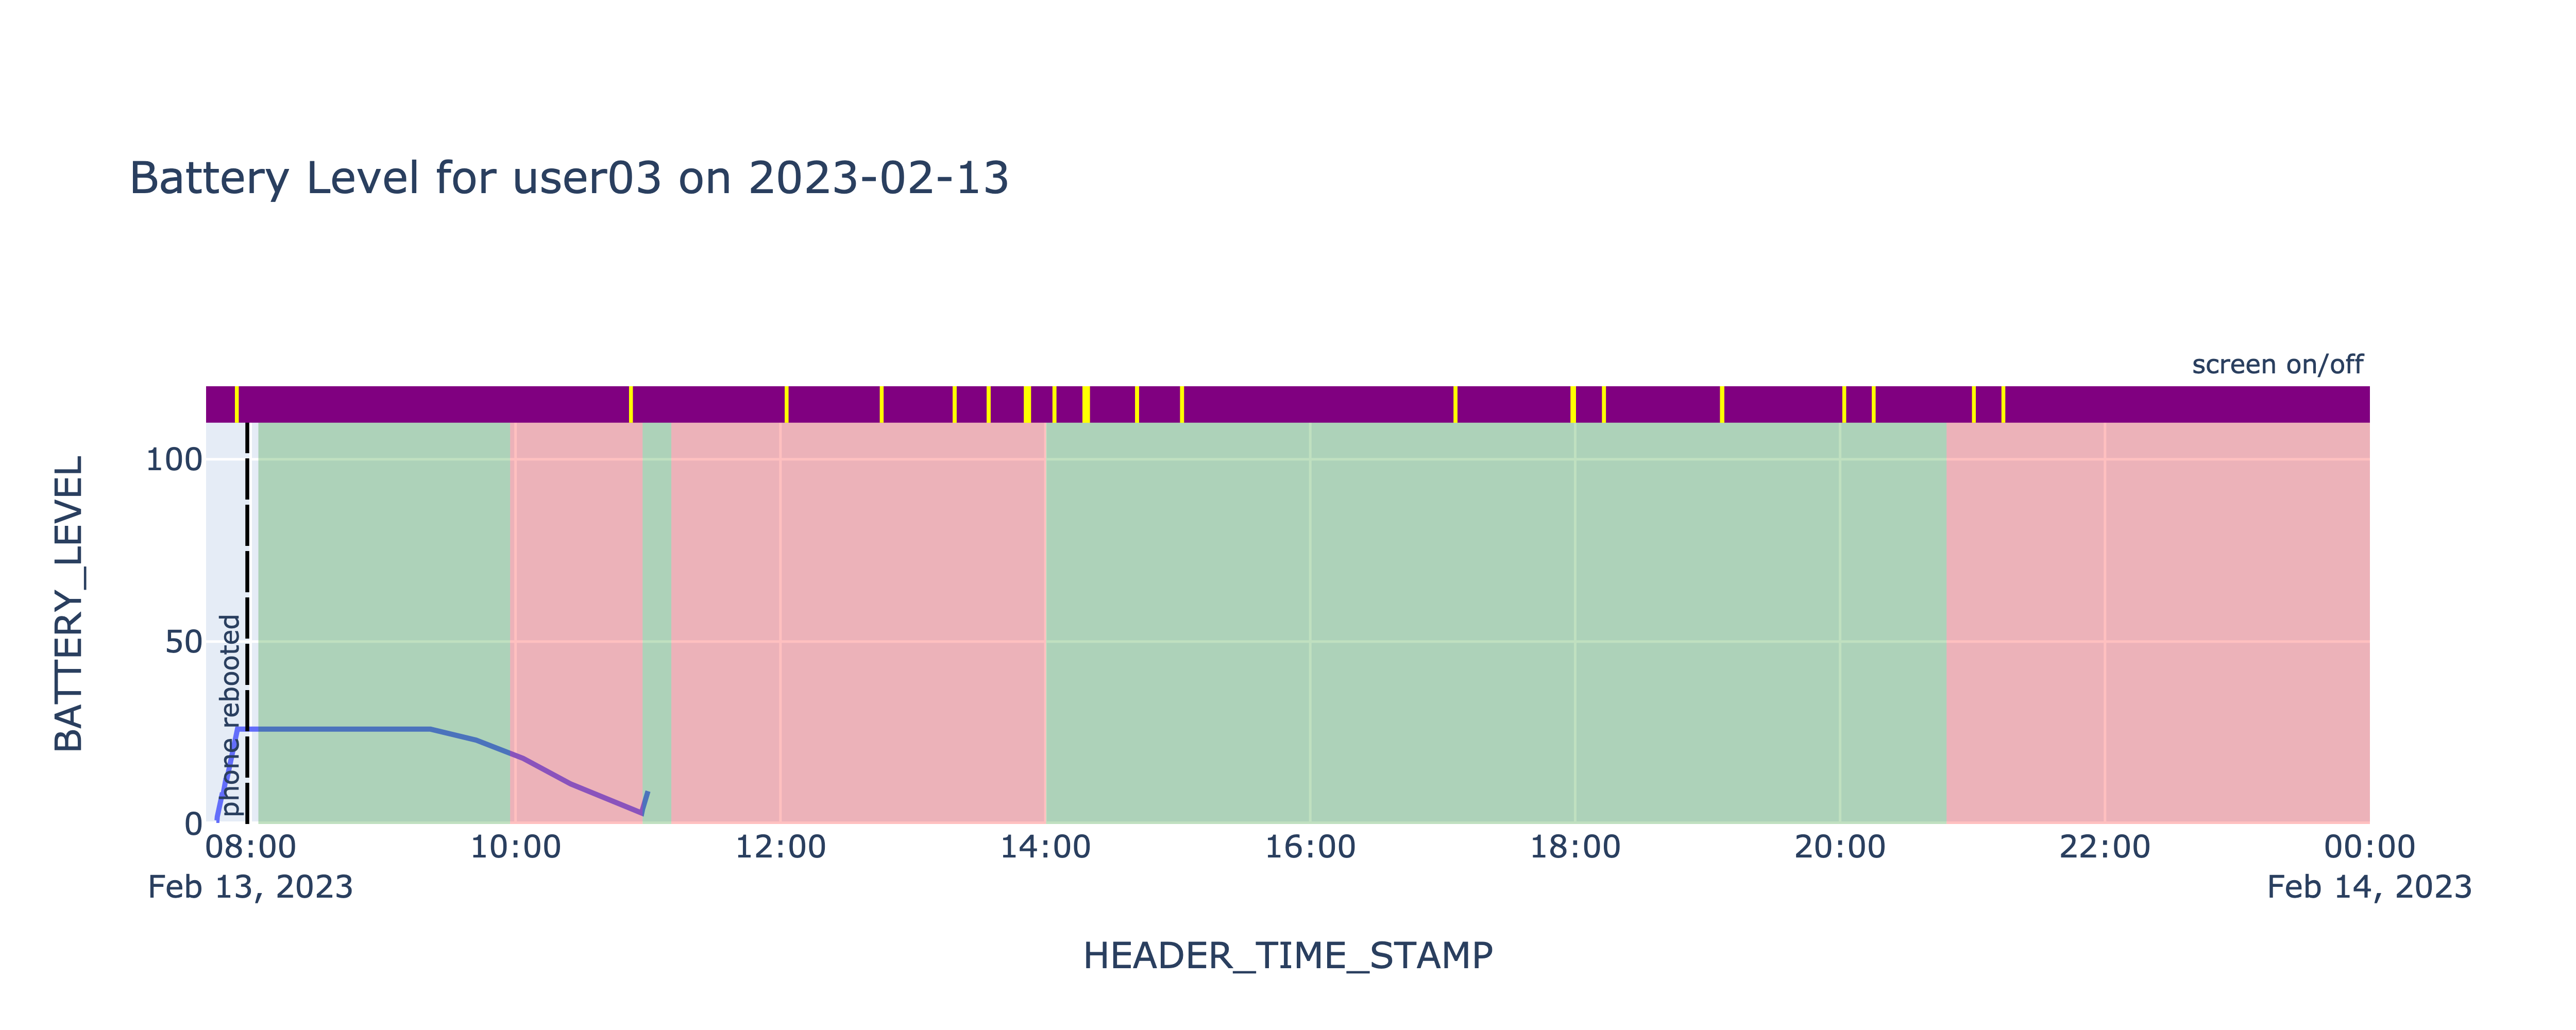 Battery Level for user03 on 2023-02-13
screen on/off
BATTERY_LEVEL
100
50
0
phone rebooted
08:00 10:00 12:00 14:00 16:00 18:00 20:00 22:00 00:00
Feb 13, 2023 Feb 14, 2023
HEADER_TIME_STAMP